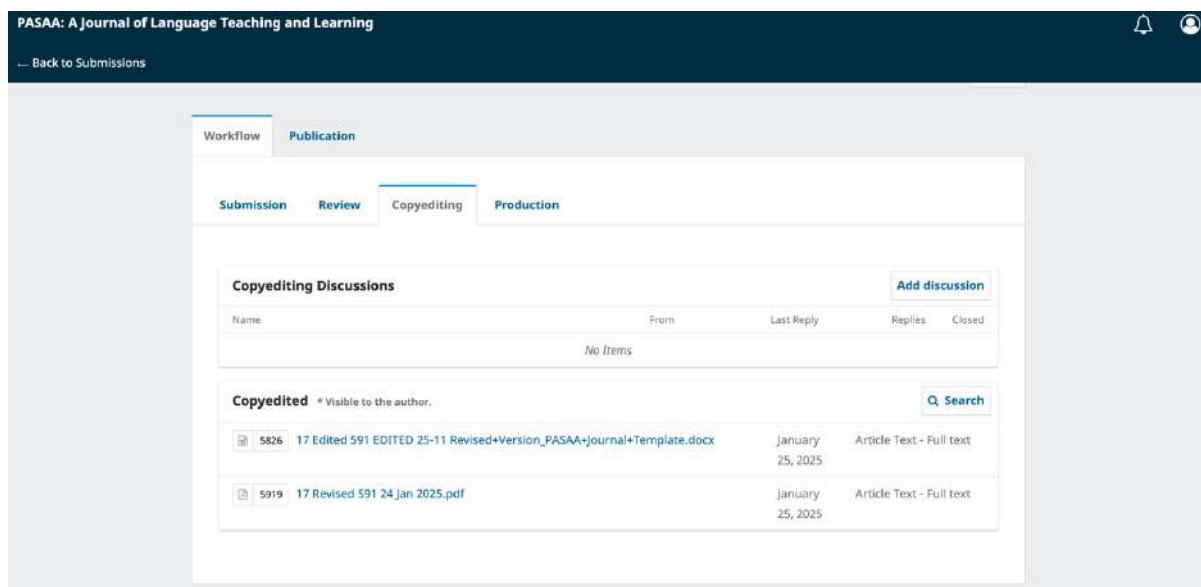 PASAA: A Journal of Language Teaching and Learning
← Back to Submissions
Workflow Publication
Submission Review Copyediting Production
Copyediting Discussions Add discussion
Name From Last Reply Replies Closed
No Items
Copyedited * Visible to the author. Search
5826 17 Edited 591 EDITED 25-11 Revised+Version_PASAA+Journal+Template.docx January Article Text - Full text
25, 2025
5919 17 Revised 591 24 Jan 2025.pdf January Article Text - Full text
25, 2025